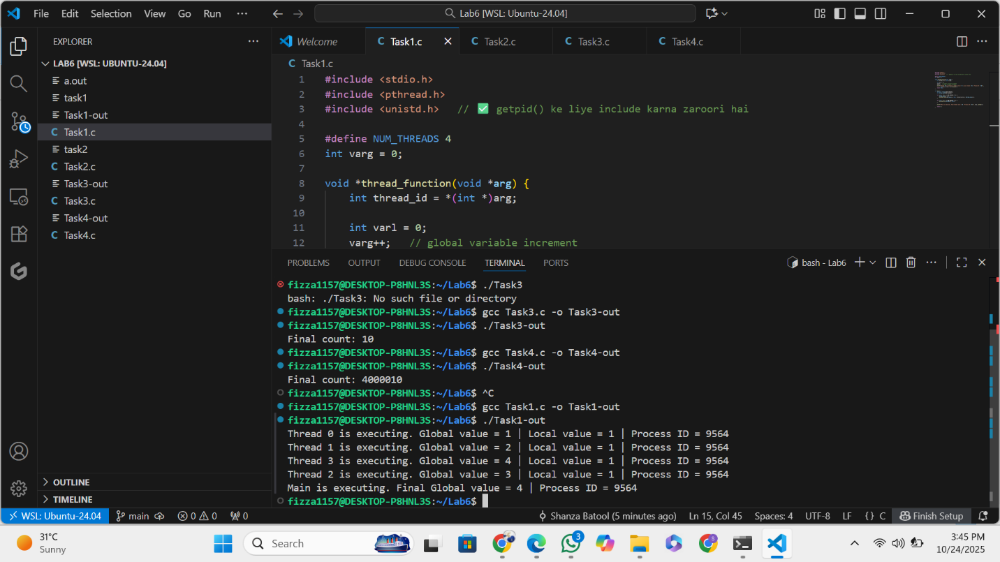 File Edit Selection View Go Run ··· Lab6 [WSL: Ubuntu-24.04]
EXPLORER ···
LAB6 [WSL: UBUNTU-24.04]
a.out
task1
Task1-out
C Task1.c
task2
C Task2.c
Task3-out
C Task3.c
Task4-out
C Task4.c
OUTLINE
TIMELINE
Welcome C Task1.c C Task2.c C Task3.c C Task4.c
C Task1.c
1 #include <stdio.h>
2 #include <pthread.h>
3 #include <unistd.h> // ✅ getpid() ke liye include karna zaroori hai
4
5 #define NUM_THREADS 4
6 int varg = 0;
7
8 void *thread_function(void *arg) {
9 int thread_id = *(int *)arg;
10
11 int varl = 0;
12 varg++; // global variable increment
PROBLEMS OUTPUT DEBUG CONSOLE TERMINAL PORTS bash - Lab6
fizza1157@DESKTOP-P8HNL3S:~/Lab6$ ./Task3
bash: ./Task3: No such file or directory
fizza1157@DESKTOP-P8HNL3S:~/Lab6$ gcc Task3.c -o Task3-out
fizza1157@DESKTOP-P8HNL3S:~/Lab6$ ./Task3-out
Final count: 10
fizza1157@DESKTOP-P8HNL3S:~/Lab6$ gcc Task4.c -o Task4-out
fizza1157@DESKTOP-P8HNL3S:~/Lab6$ ./Task4-out
Final count: 4000010
fizza1157@DESKTOP-P8HNL3S:~/Lab6$ ^C
fizza1157@DESKTOP-P8HNL3S:~/Lab6$ gcc Task1.c -o Task1-out
fizza1157@DESKTOP-P8HNL3S:~/Lab6$ ./Task1-out
Thread 0 is executing. Global value = 1 | Local value = 1 | Process ID = 9564
Thread 1 is executing. Global value = 2 | Local value = 1 | Process ID = 9564
Thread 3 is executing. Global value = 4 | Local value = 1 | Process ID = 9564
Thread 2 is executing. Global value = 3 | Local value = 1 | Process ID = 9564
Main is executing. Final Global value = 4 | Process ID = 9564
fizza1157@DESKTOP-P8HNL3S:~/Lab6$
WSL: Ubuntu-24.04 main 0 0 0 Shanza Batool (5 minutes ago) Ln 15, Col 45 Spaces: 4 UTF-8 LF {} C Finish Setup
31°C
Sunny
Search
3
3:45 PM
10/24/2025